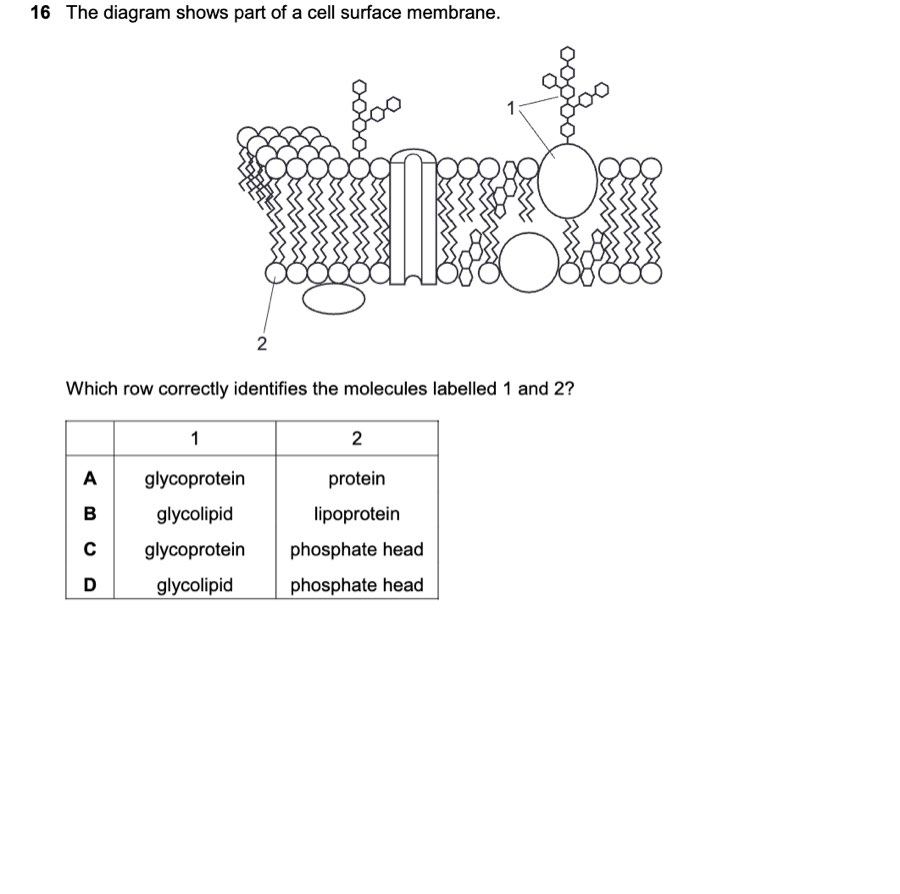 16 The diagram shows part of a cell surface membrane.
1
2
Which row correctly identifies the molecules labelled 1 and 2?
1 2
A glycoprotein protein
B glycolipid lipoprotein
C glycoprotein phosphate head
D glycolipid phosphate head